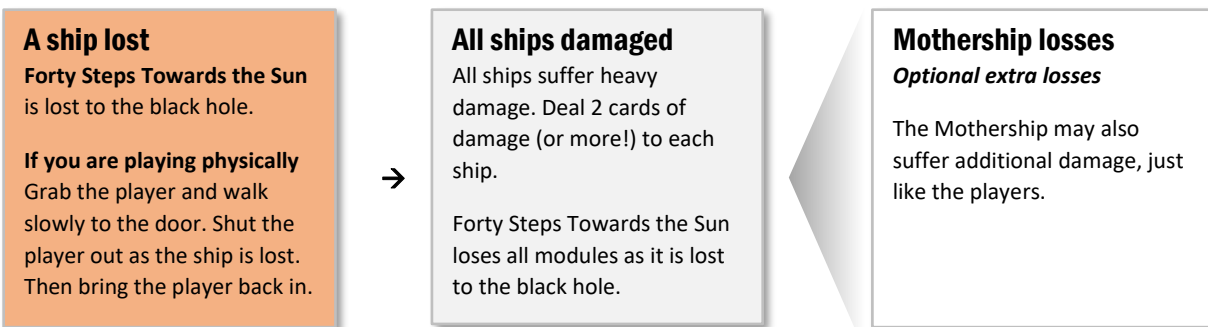 A ship lost
Forty Steps Towards the Sun
is lost to the black hole.
If you are playing physically
Grab the player and walk
slowly to the door. Shut the
player out as the ship is lost.
Then bring the player back in.
→
All ships damaged
All ships suffer heavy
damage. Deal 2 cards of
damage (or more!) to each
ship.
Forty Steps Towards the Sun
loses all modules as it is lost
to the black hole.
Mothership losses
Optional extra losses
The Mothership may also
suffer additional damage, just
like the players.